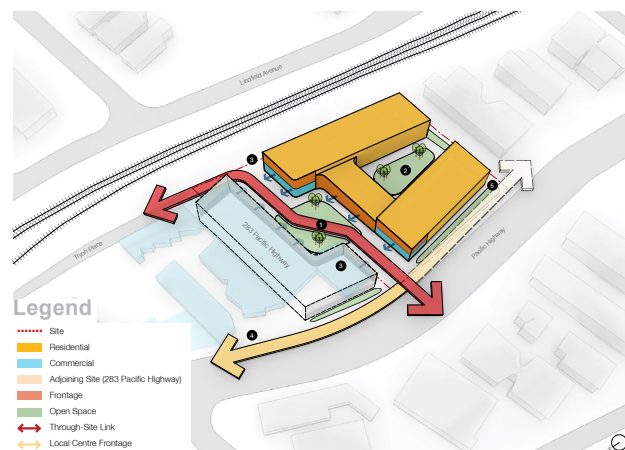 Lindfield Avenue
3
2
5
1
283 Pacific Highway
Tryon Place
Pacific Highway
3
4
Legend
Site
Residential
Commercial
Adjoining Site (283 Pacific Highway)
Frontage
Open Space
Through-Site Link
Local Centre Frontage